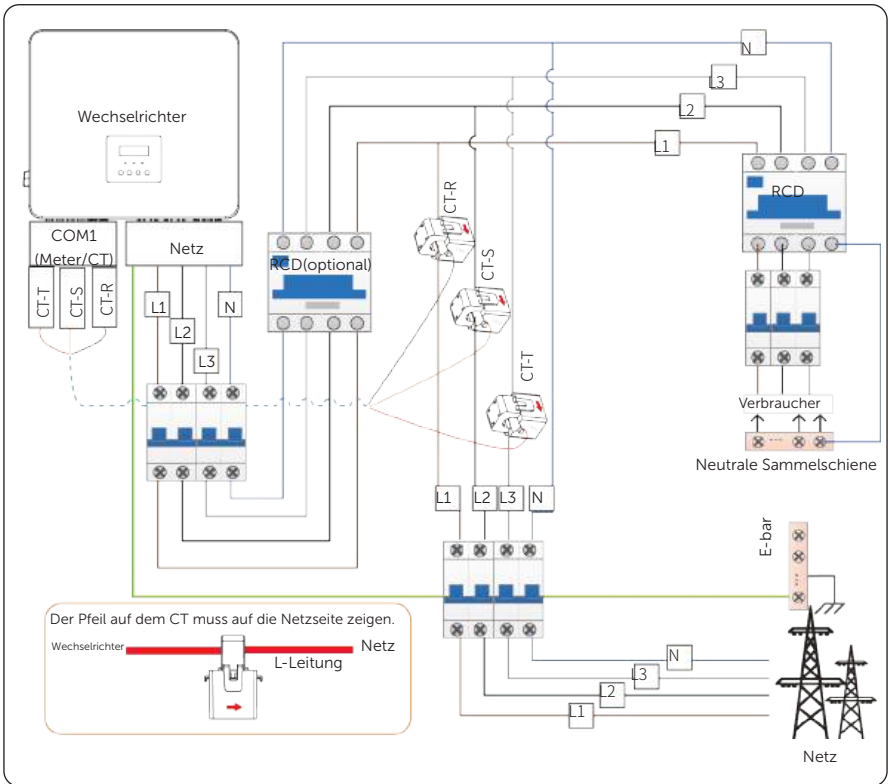 Wechselrichter
COM1
(Meter/CT)
Netz
CT-T
CT-S
CT-R
L1
L2
L3
N
RCD(optional)
CT-R
CT-S
CT-T
N
L3
L2
L1
RCD
Verbraucher
Neutrale Sammelschiene
L1
L2
L3
N
E-bar
Der Pfeil auf dem CT muss auf die Netzseite zeigen.
Wechselrichter
Netz
L-Leitung
N
L3
L2
L1
Netz